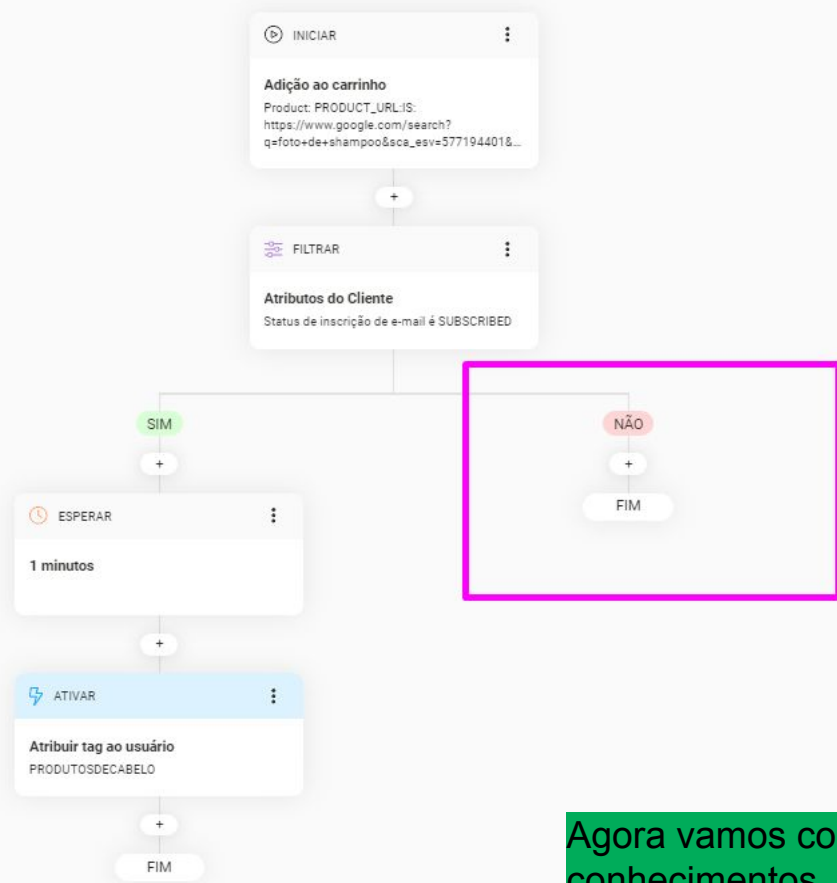 INICIAR
Adição ao carrinho
Product: PRODUCT_URL:IS:
https://www.google.com/search?
q=foto+de+shampoo&sca_esv=577194401&...
+
FILTRAR
Atributos do Cliente
Status de inscrição de e-mail é SUBSCRIBED
SIM
NÃO
+
+
FIM
ESPERAR
1 minutos
+
ATIVAR
Atribuir tag ao usuário
PRODUTOSDECABELO
+
FIM
Agora vamos co
conhecimentos